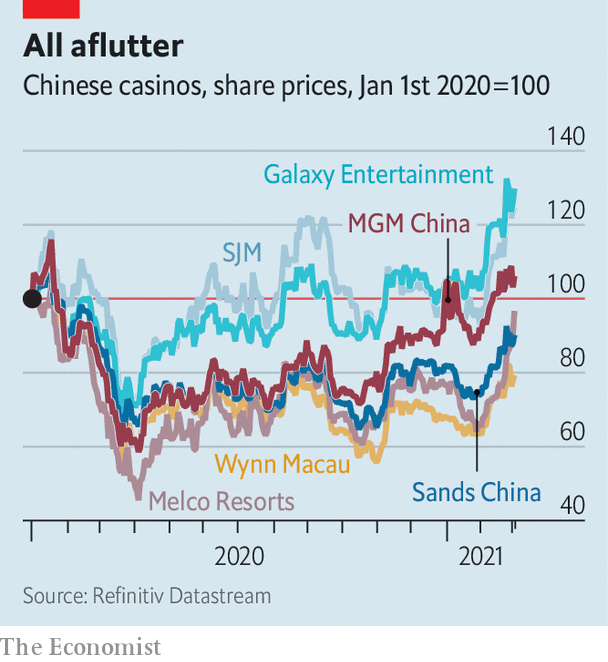 All aflutter
Chinese casinos, share prices, Jan 1st 2020=100
140
Galaxy Entertainment
120
MGM China
SJM
100
80
60
Wynn Macau
Sands China
Melco Resorts
40
2020
2021
Source: Refinitiv Datastream
The Economist